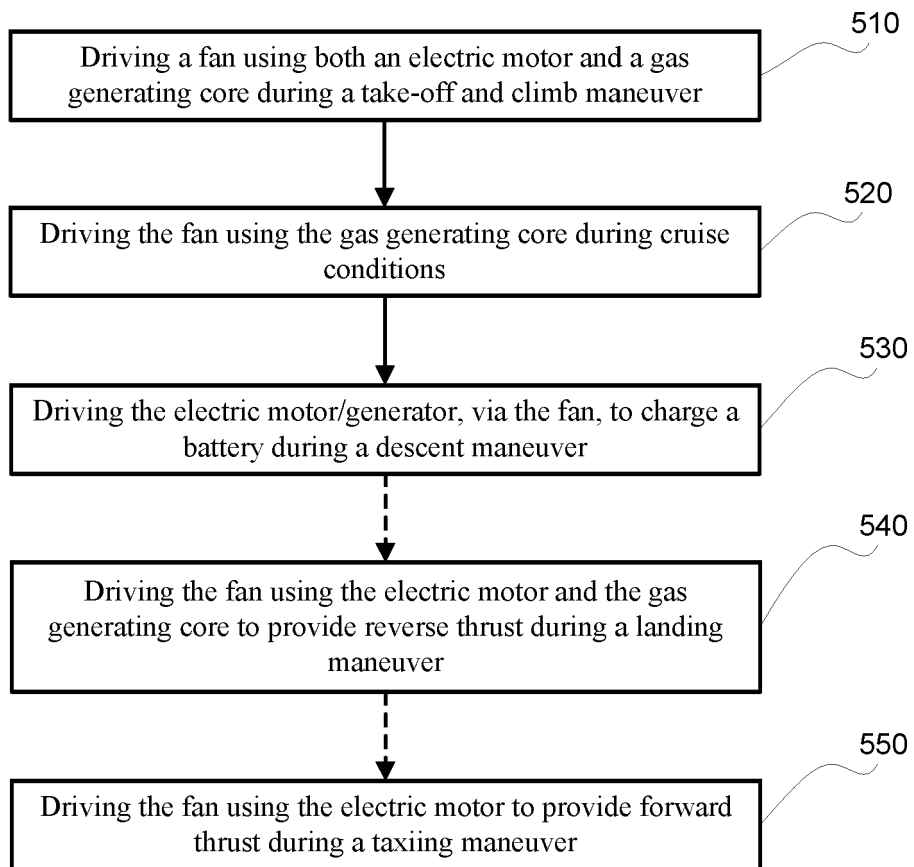 510
Driving a fan using both an electric motor and a gas
generating core during a take-off and climb maneuver
520
Driving the fan using the gas generating core during cruise
conditions
530
Driving the electric motor/generator, via the fan, to charge a
battery during a descent maneuver
540
Driving the fan using the electric motor and the gas
generating core to provide reverse thrust during a landing
maneuver
550
Driving the fan using the electric motor to provide forward
thrust during a taxiing maneuver